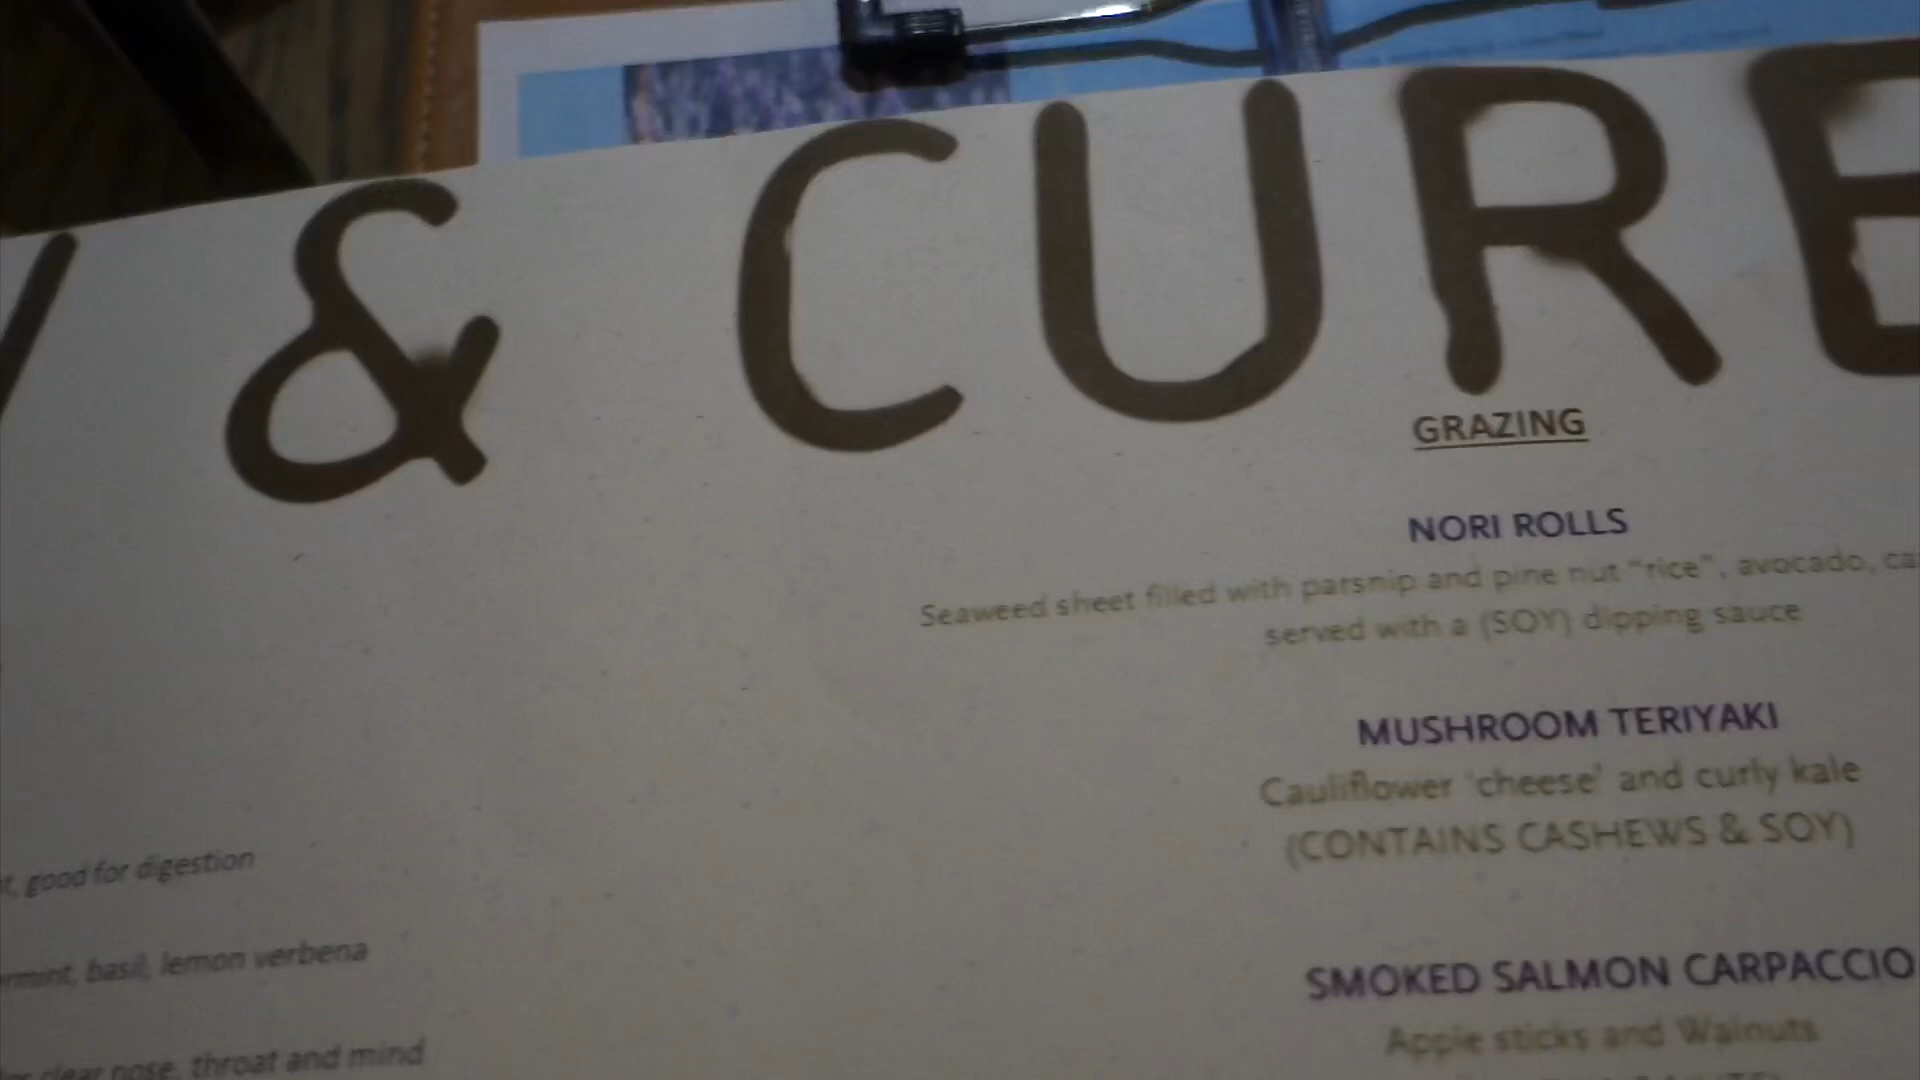 & CURE
GRAZING
NORI ROLLS
Seaweed sheet filled with parsnip and pine nut "rice", avocado,
served with a (SOY) dipping sauce
MUSHROOM TERIYAKI
Cauliflower 'cheese' and curly kale
(CONTAINS CASHEWS & SOY)
SMOKED SALMON CARPACCIO
Apple sticks and Walnuts
good for digestion
basil, lemon verbena
clear nose, throat and mind